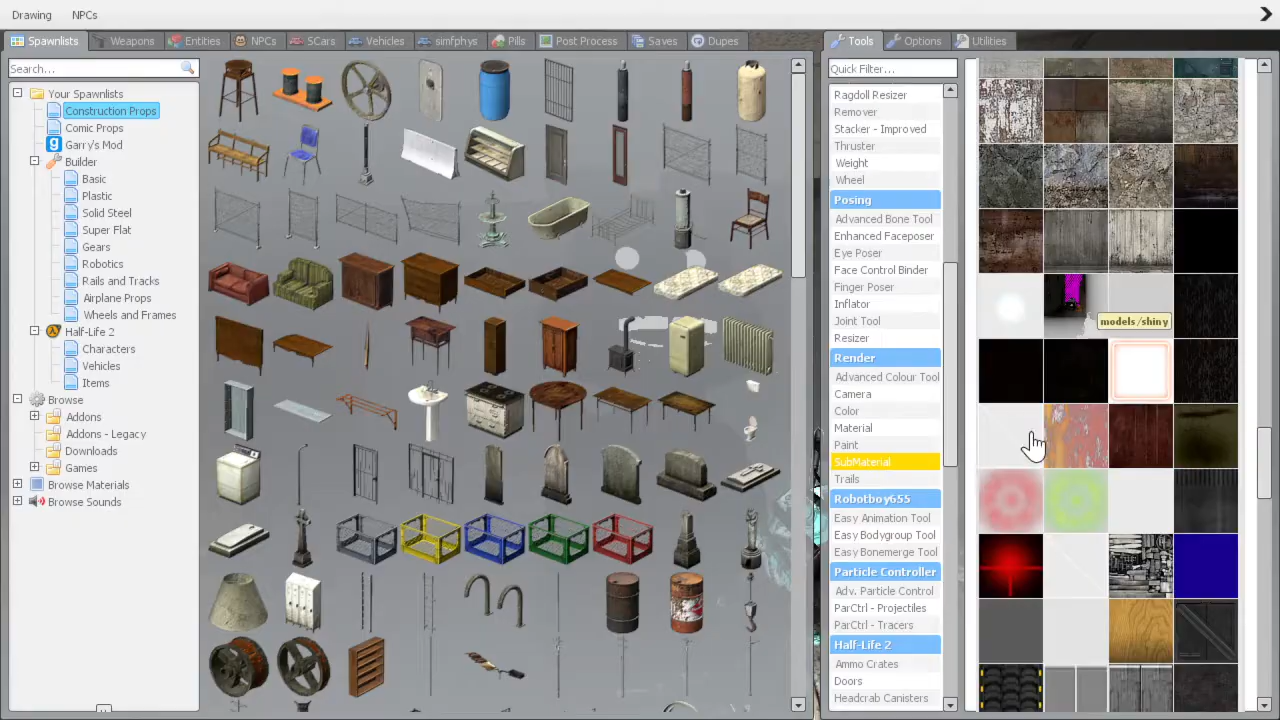 Drawing NPCs
Spawnlists Weapons Entities NPCs SCars Vehicles simfphys Pills Post Process Saves Dupes
Search...
Your Spawnlists
Construction Props
Comic Props
Garry's Mod
Builder
Basic
Plastic
Solid Steel
Super Flat
Gears
Robotics
Rails and Tracks
Airplane Props
Wheels and Frames
Half-Life 2
Characters
Vehicles
Items
Browse
Addons
Addons - Legacy
Downloads
Games
Browse Materials
Browse Sounds
Tools Options Utilities
Quick Filter...
Ragdoll Resizer
Remover
Stacker - Improved
Thruster
Weight
Wheel
Posing
Advanced Bone Tool
Enhanced Faceposer
Eye Poser
Face Control Binder
Finger Poser
Inflator
Joint Tool
Resizer
Render
Advanced Colour Tool
Camera
Color
Material
Paint
SubMaterial
Trails
Robotboy655
Easy Animation Tool
Easy Bodygroup Tool
Easy Bonemerge Tool
Particle Controller
Adv. Particle Control
ParCtrl - Projectiles
ParCtrl - Tracers
Half-Life 2
Ammo Crates
Doors
Headcrab Canisters
models/shiny